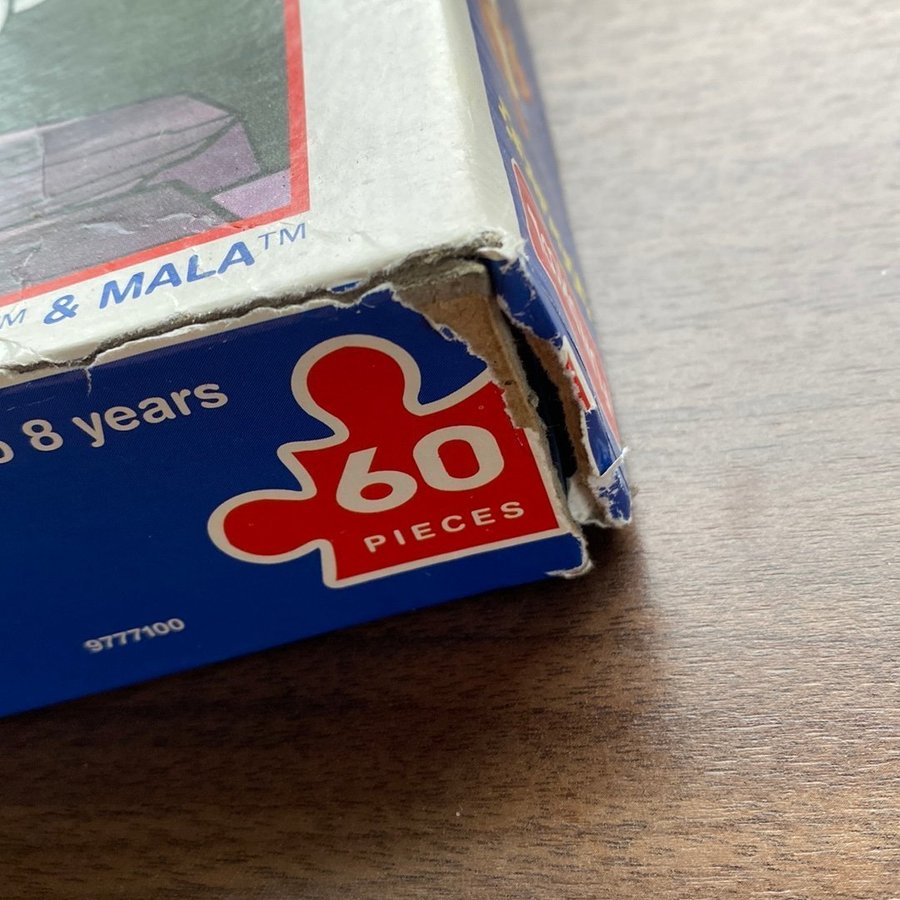 M & MALA™
8 years
60
PIECES
9777100